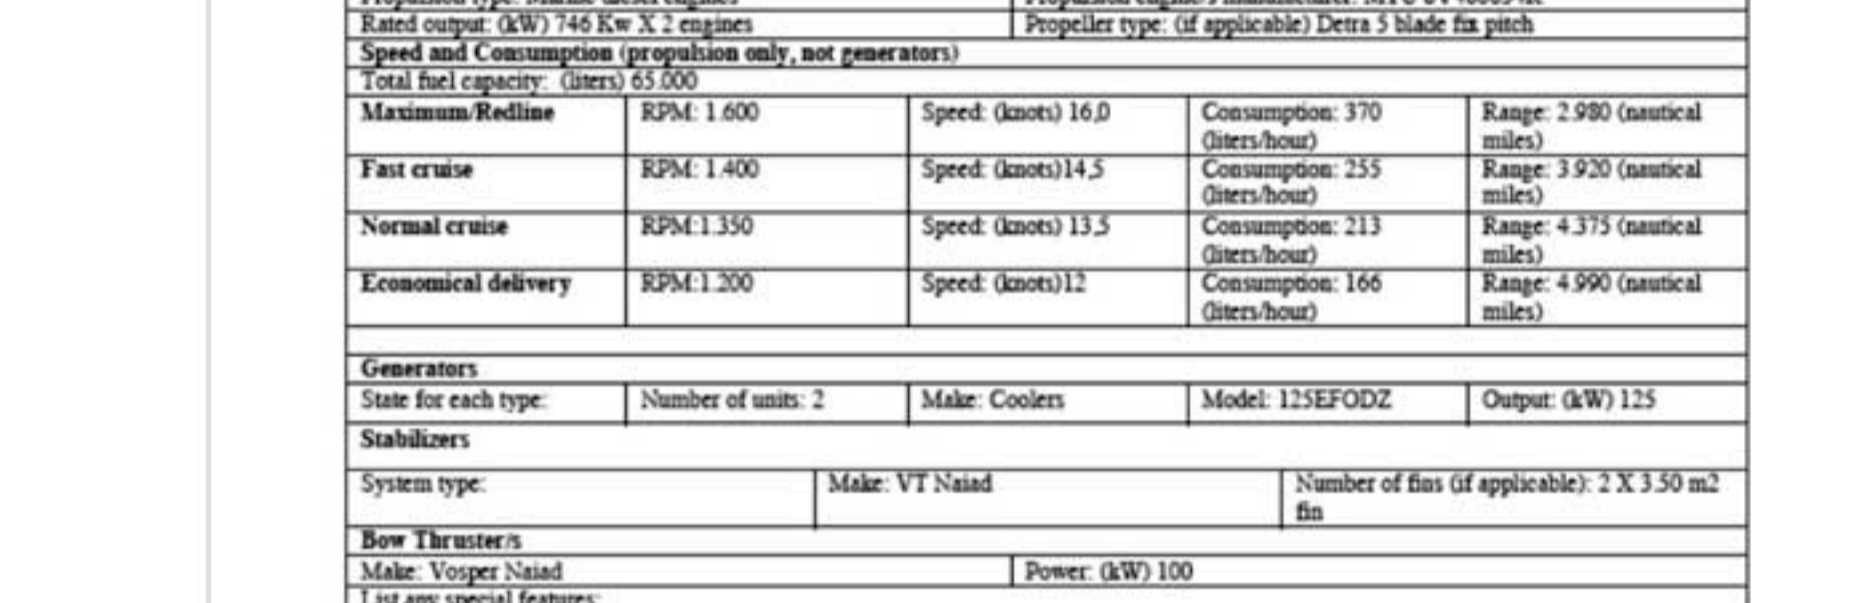 Rated output: (kW) 746 Kw X 2 engines
Propeller type: (if applicable) Detra 5 blade fix pitch
Speed and Consumption (propulsion only, not generators)
Total fuel capacity: (liters) 65.000
Maximum/Redline
RPM: 1.600
Speed: (knots) 16,0
Consumption: 370
(liters/hour)
Range: 2.980 (nautical
miles)
Fast cruise
RPM: 1.400
Speed: (knots)14,5
Consumption: 255
(liters/hour)
Range: 3.920 (nautical
miles)
Normal cruise
RPM:1.350
Speed: (knots) 13,5
Consumption: 213
(liters/hour)
Range: 4.375 (nautical
miles)
Economical delivery
RPM:1.200
Speed: (knots)12
Consumption: 166
(liters/hour)
Range: 4.990 (nautical
miles)
Generators
State for each type:
Number of units: 2
Make: Coolers
Model: 125EFODZ
Output: (kW) 125
Stabilizers
System type:
Make: VT Naiad
Number of fins (if applicable): 2 X 3.50 m2
fin
Bow Thruster/s
Make: Vosper Naiad
Power: (kW) 100
List any special features: